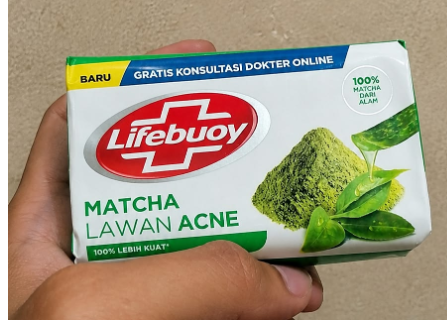 BARU
GRATIS KONSULTASI DOKTER ONLINE
100%
MATCHA
DARI
ALAM
Lifebuoy
MATCHA
LAWAN ACNE
100% LEBIH KUAT*